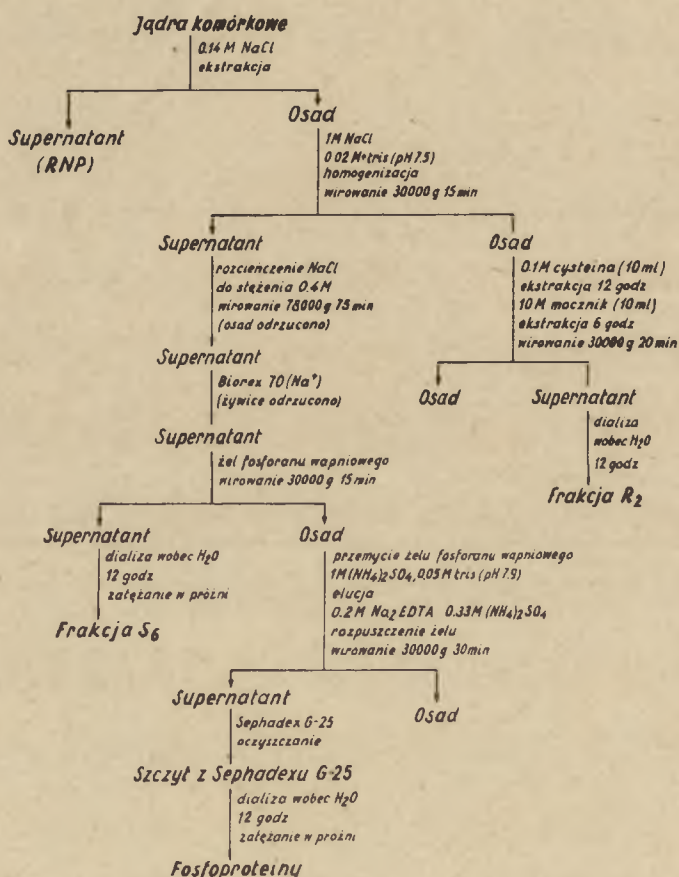 Jądra komórkowe
0.14 M NaCl
ekstrakcja
Supernatant
(RNP)
Osad
1M NaCl
0.02 M tris (pH 7.5)
homogenizacja
wirowanie 30000 g 15 min
Supernatant
rozcieńczenie NaCl
do stężenia 0.4 M
wirowanie 78000 g 75 min
(osad odrzucono)
Supernatant
Biorex 70 (Na⁺)
(żywice odrzucono)
Supernatant
żel fosforanu wapniowego
wirowanie 30000 g 15 min
Osad
0.1M cysteina (10 ml)
ekstrakcja 12 godz
10 M mocznik (10 ml)
ekstrakcja 6 godz
wirowanie 30000 g 20 min
Osad
Supernatant
dializa
wobec H₂O
12 godz
Frakcja R₂
Supernatant
dializa wobec H₂O
12 godz
zatężanie w próżni
Frakcja S₆
Osad
przemycie żelu fosforanu wapniowego
1M (NH₄)₂SO₄, 0,05 M tris (pH 7.9)
elucja
0.2 M Na₂ EDTA 0.33 M (NH₄)₂SO₄
rozpuszczenie żelu
wirowanie 30000 g 30 min
Supernatant
Sephadex G-25
oczyszczanie
Osad
Szczyt z Sephadexu G-25
dializa wobec H₂O
12 godz
zatężanie w próżni
Fosfoproteiny